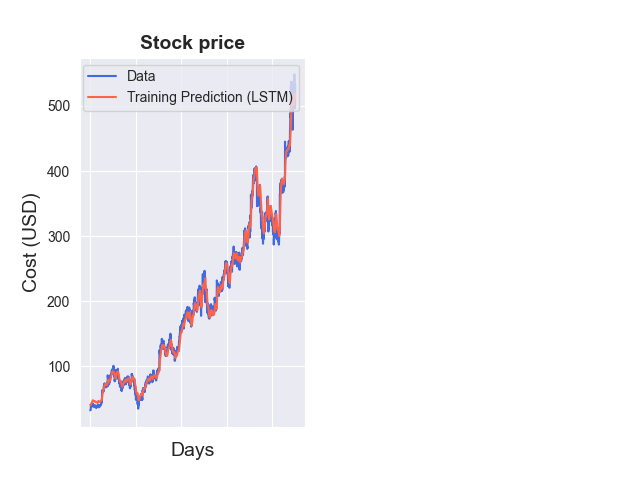 Stock price
Data
Training Prediction (LSTM)
500
400
300
200
100
Cost (USD)
Days